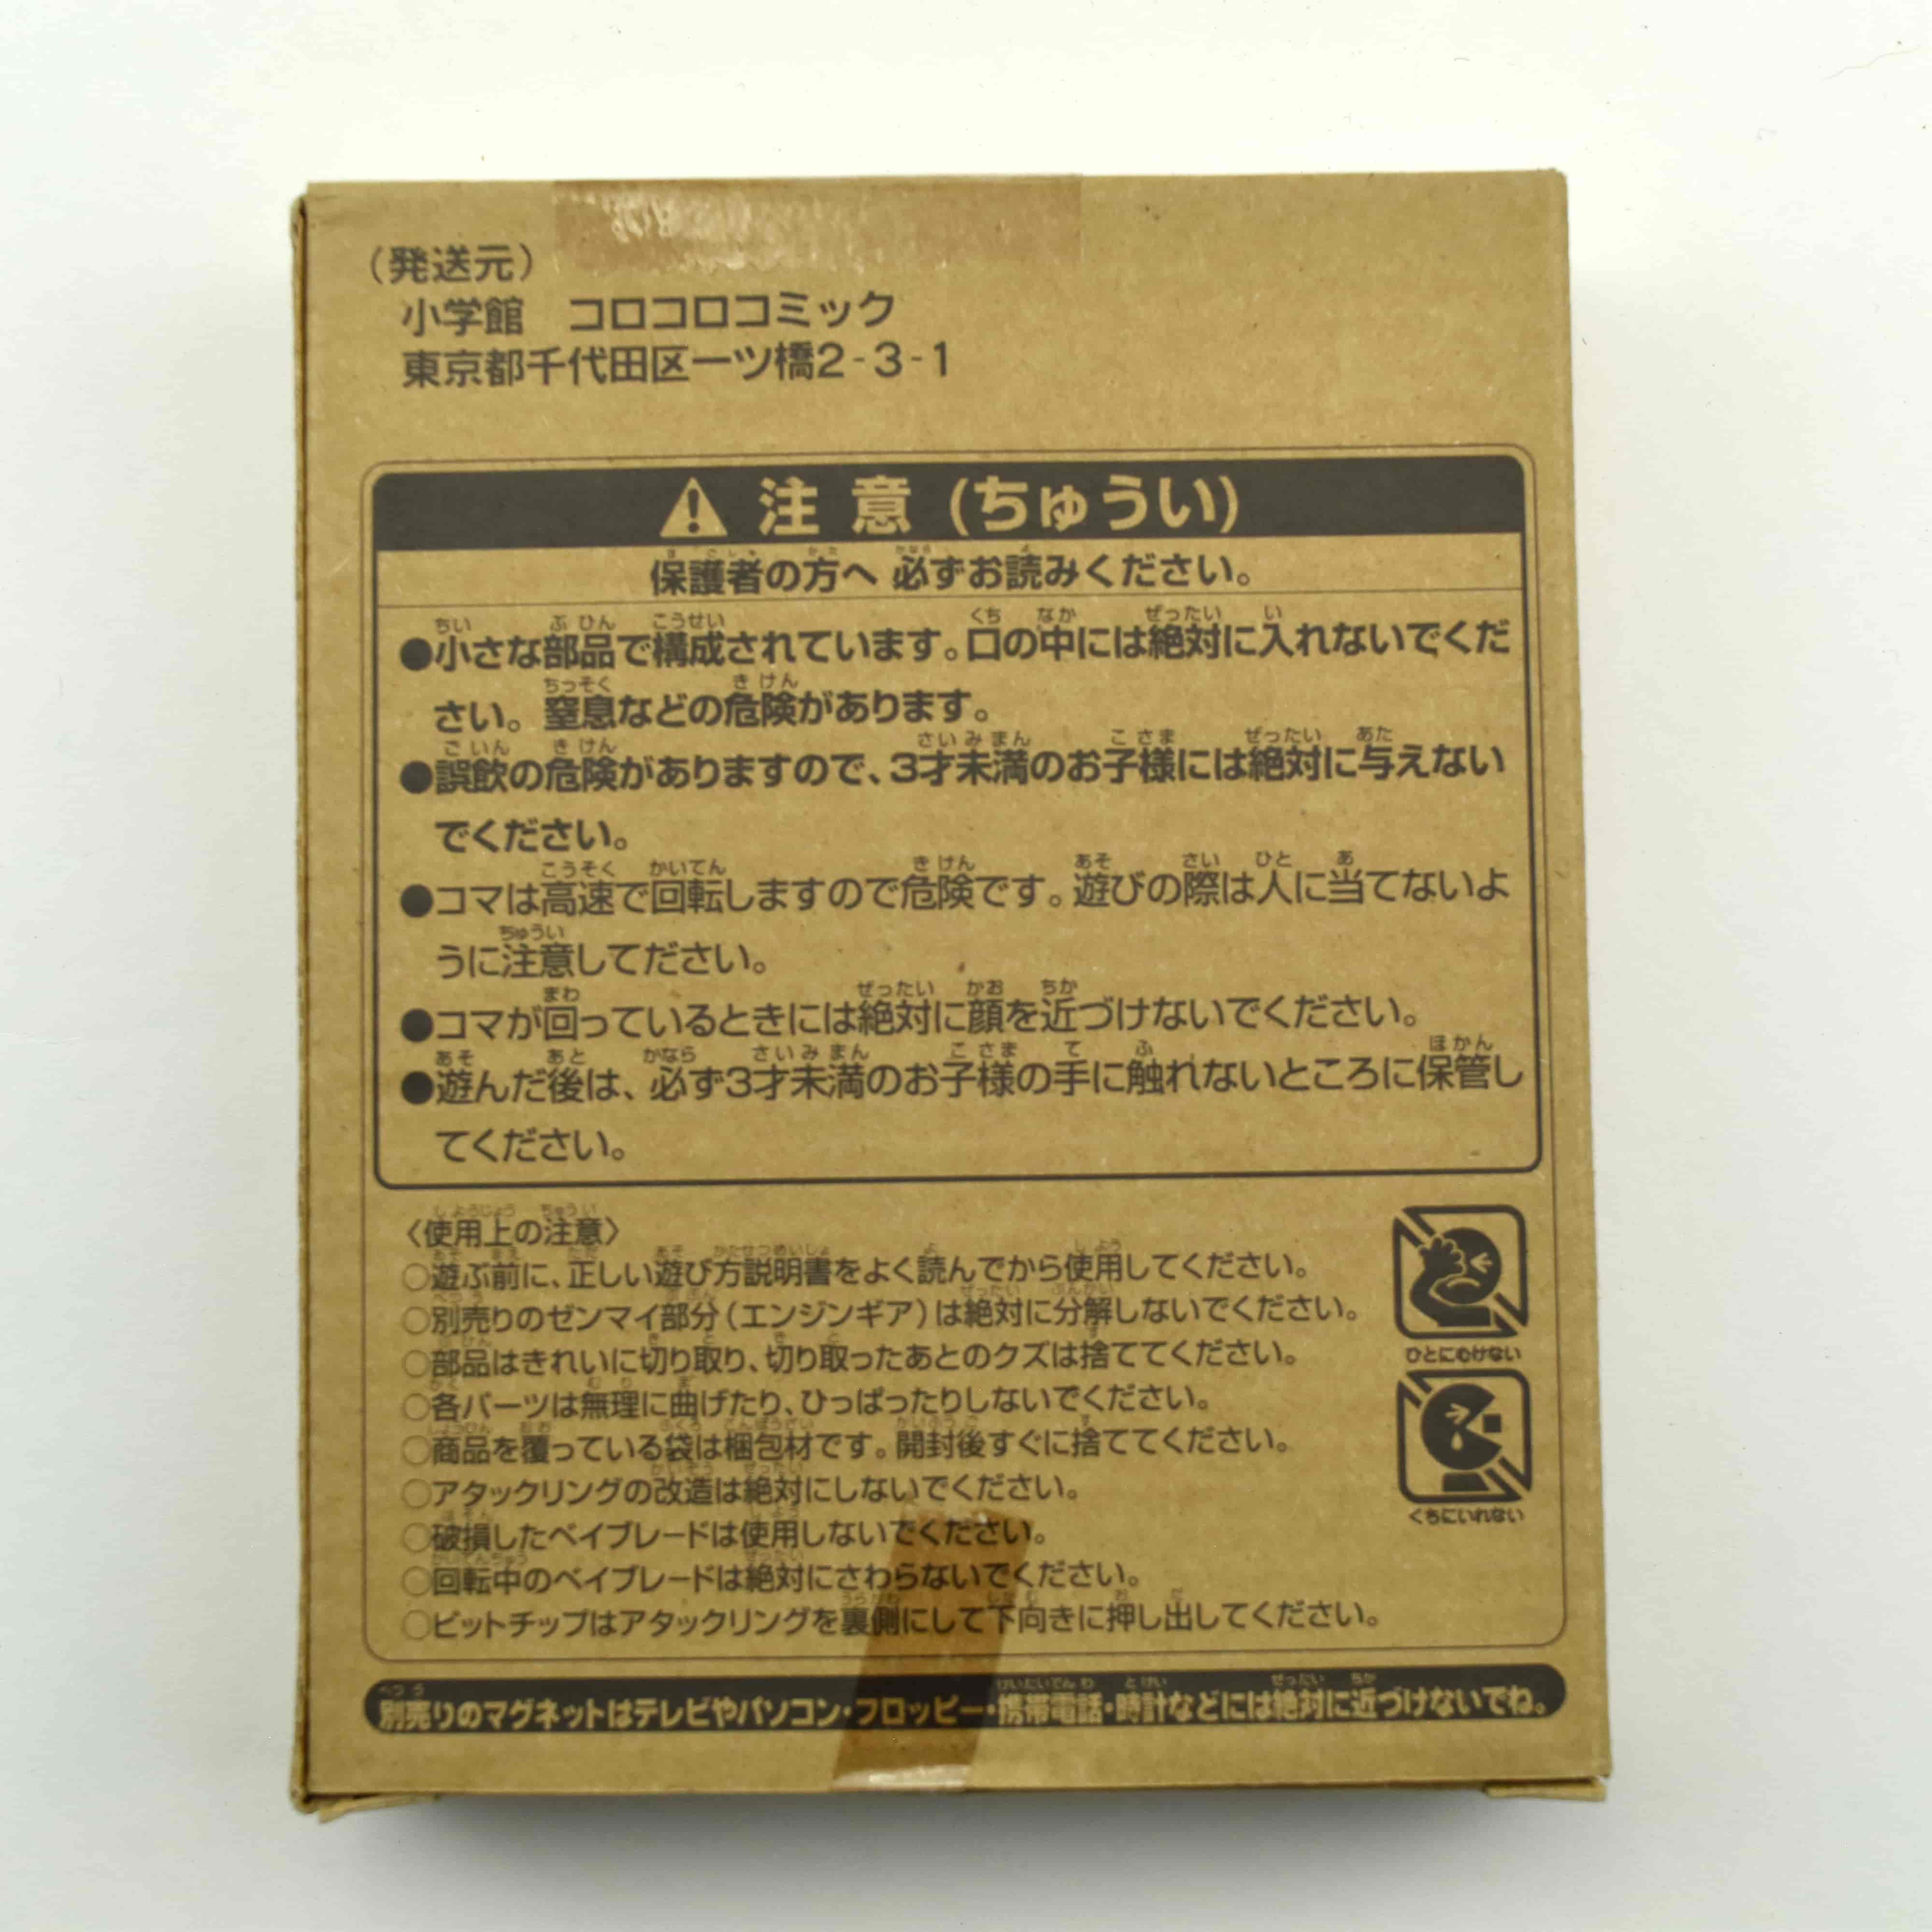 （発送元）
小学館　コロコロコミック
東京都千代田区一ツ橋2-3-1
注意（ちゅうい）
保護者の方へ 必ずお読みください。
●小さな部品で構成されています。口の中には絶対に入れないでくだ
さい。窒息などの危険があります。
●誤飲の危険がありますので、3才未満のお子様には絶対に与えない
でください。
●コマは高速で回転しますので危険です。遊びの際は人に当てないよ
うに注意してださい。
●コマが回っているときには絶対に顔を近づけないでください。
●遊んだ後は、必ず3才未満のお子様の手に触れないところに保管し
てください。
〈使用上の注意〉
○遊ぶ前に、正しい遊び方説明書をよく読んでから使用してください。
○別売りのゼンマイ部分（エンジンギア）は絶対に分解しないでください。
○部品はきれいに切り取り、切り取ったあとのクズは捨ててください。
○各パーツは無理に曲げたり、ひっぱったりしないでください。
○商品を覆っている袋は梱包材です。開封後すぐに捨ててください。
○アタックリングの改造は絶対にしないでください。
○破損したベイブレードは使用しないでください。
○回転中のベイブレードは絶対にさわらないでください。
○ビットチップはアタックリングを裏側にして下向きに押し出してください。
ひとにむけない
くちにいれない
別売りのマグネットはテレビやパソコン・フロッピー・携帯電話・時計などには絶対に近づけないでね。